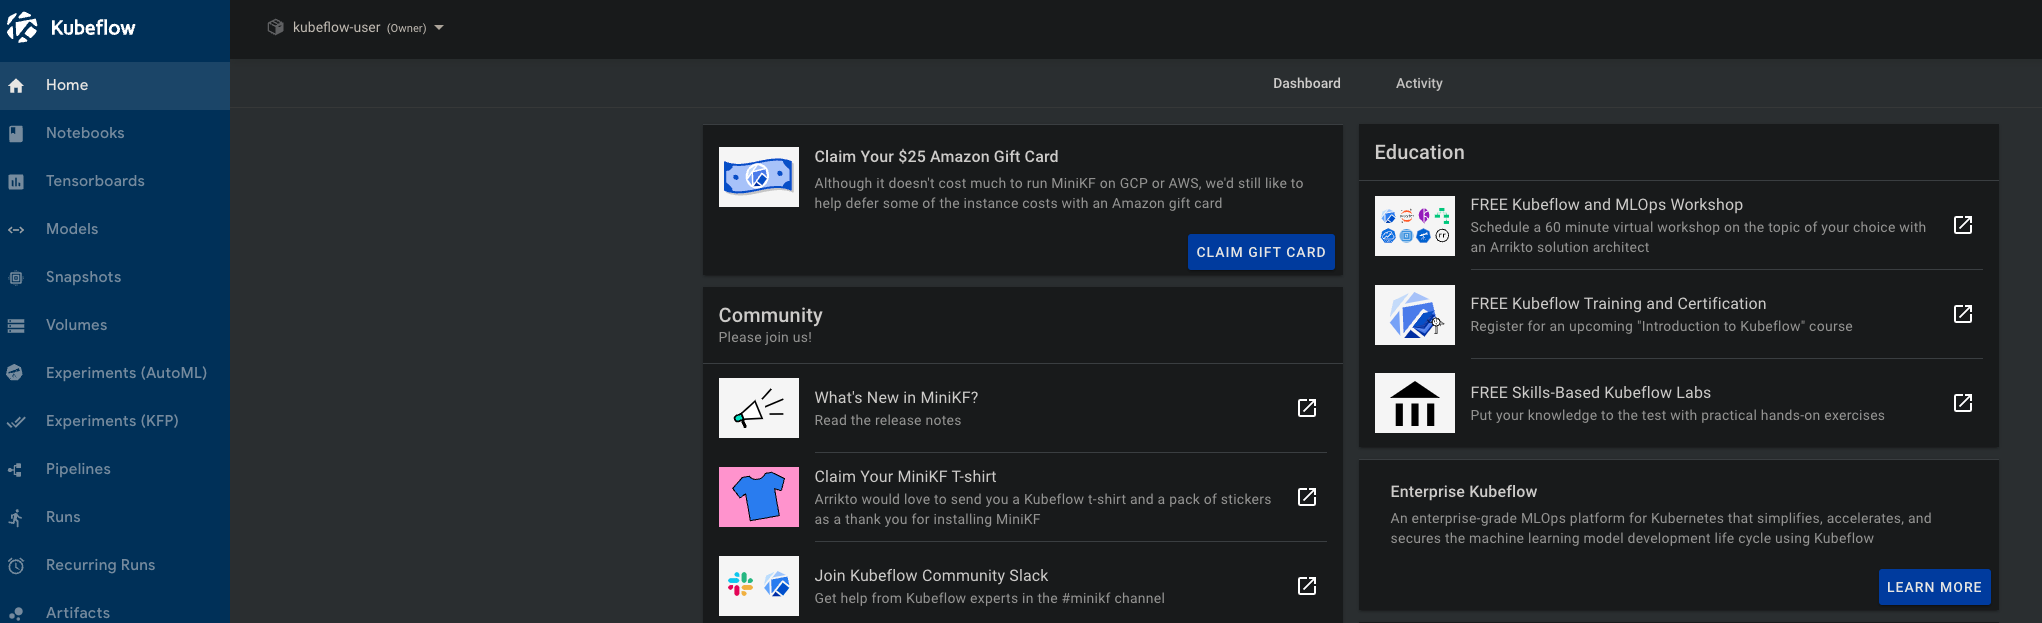 Kubeflow
kubeflow-user (Owner)
Home
Notebooks
Tensorboards
Models
Snapshots
Volumes
Experiments (AutoML)
Experiments (KFP)
Pipelines
Runs
Recurring Runs
Artifacts
Dashboard
Activity
Claim Your $25 Amazon Gift Card
Although it doesn't cost much to run MiniKF on GCP or AWS, we'd still like to
help defer some of the instance costs with an Amazon gift card
CLAIM GIFT CARD
Community
Please join us!
What's New in MiniKF?
Read the release notes
Claim Your MiniKF T-shirt
Arrikto would love to send you a Kubeflow t-shirt and a pack of stickers
as a thank you for installing MiniKF
Join Kubeflow Community Slack
Get help from Kubeflow experts in the #minikf channel
Education
FREE Kubeflow and MLOps Workshop
Schedule a 60 minute virtual workshop on the topic of your choice with
an Arrikto solution architect
FREE Kubeflow Training and Certification
Register for an upcoming "Introduction to Kubeflow" course
FREE Skills-Based Kubeflow Labs
Put your knowledge to the test with practical hands-on exercises
Enterprise Kubeflow
An enterprise-grade MLOps platform for Kubernetes that simplifies, accelerates, and
secures the machine learning model development life cycle using Kubeflow
LEARN MORE